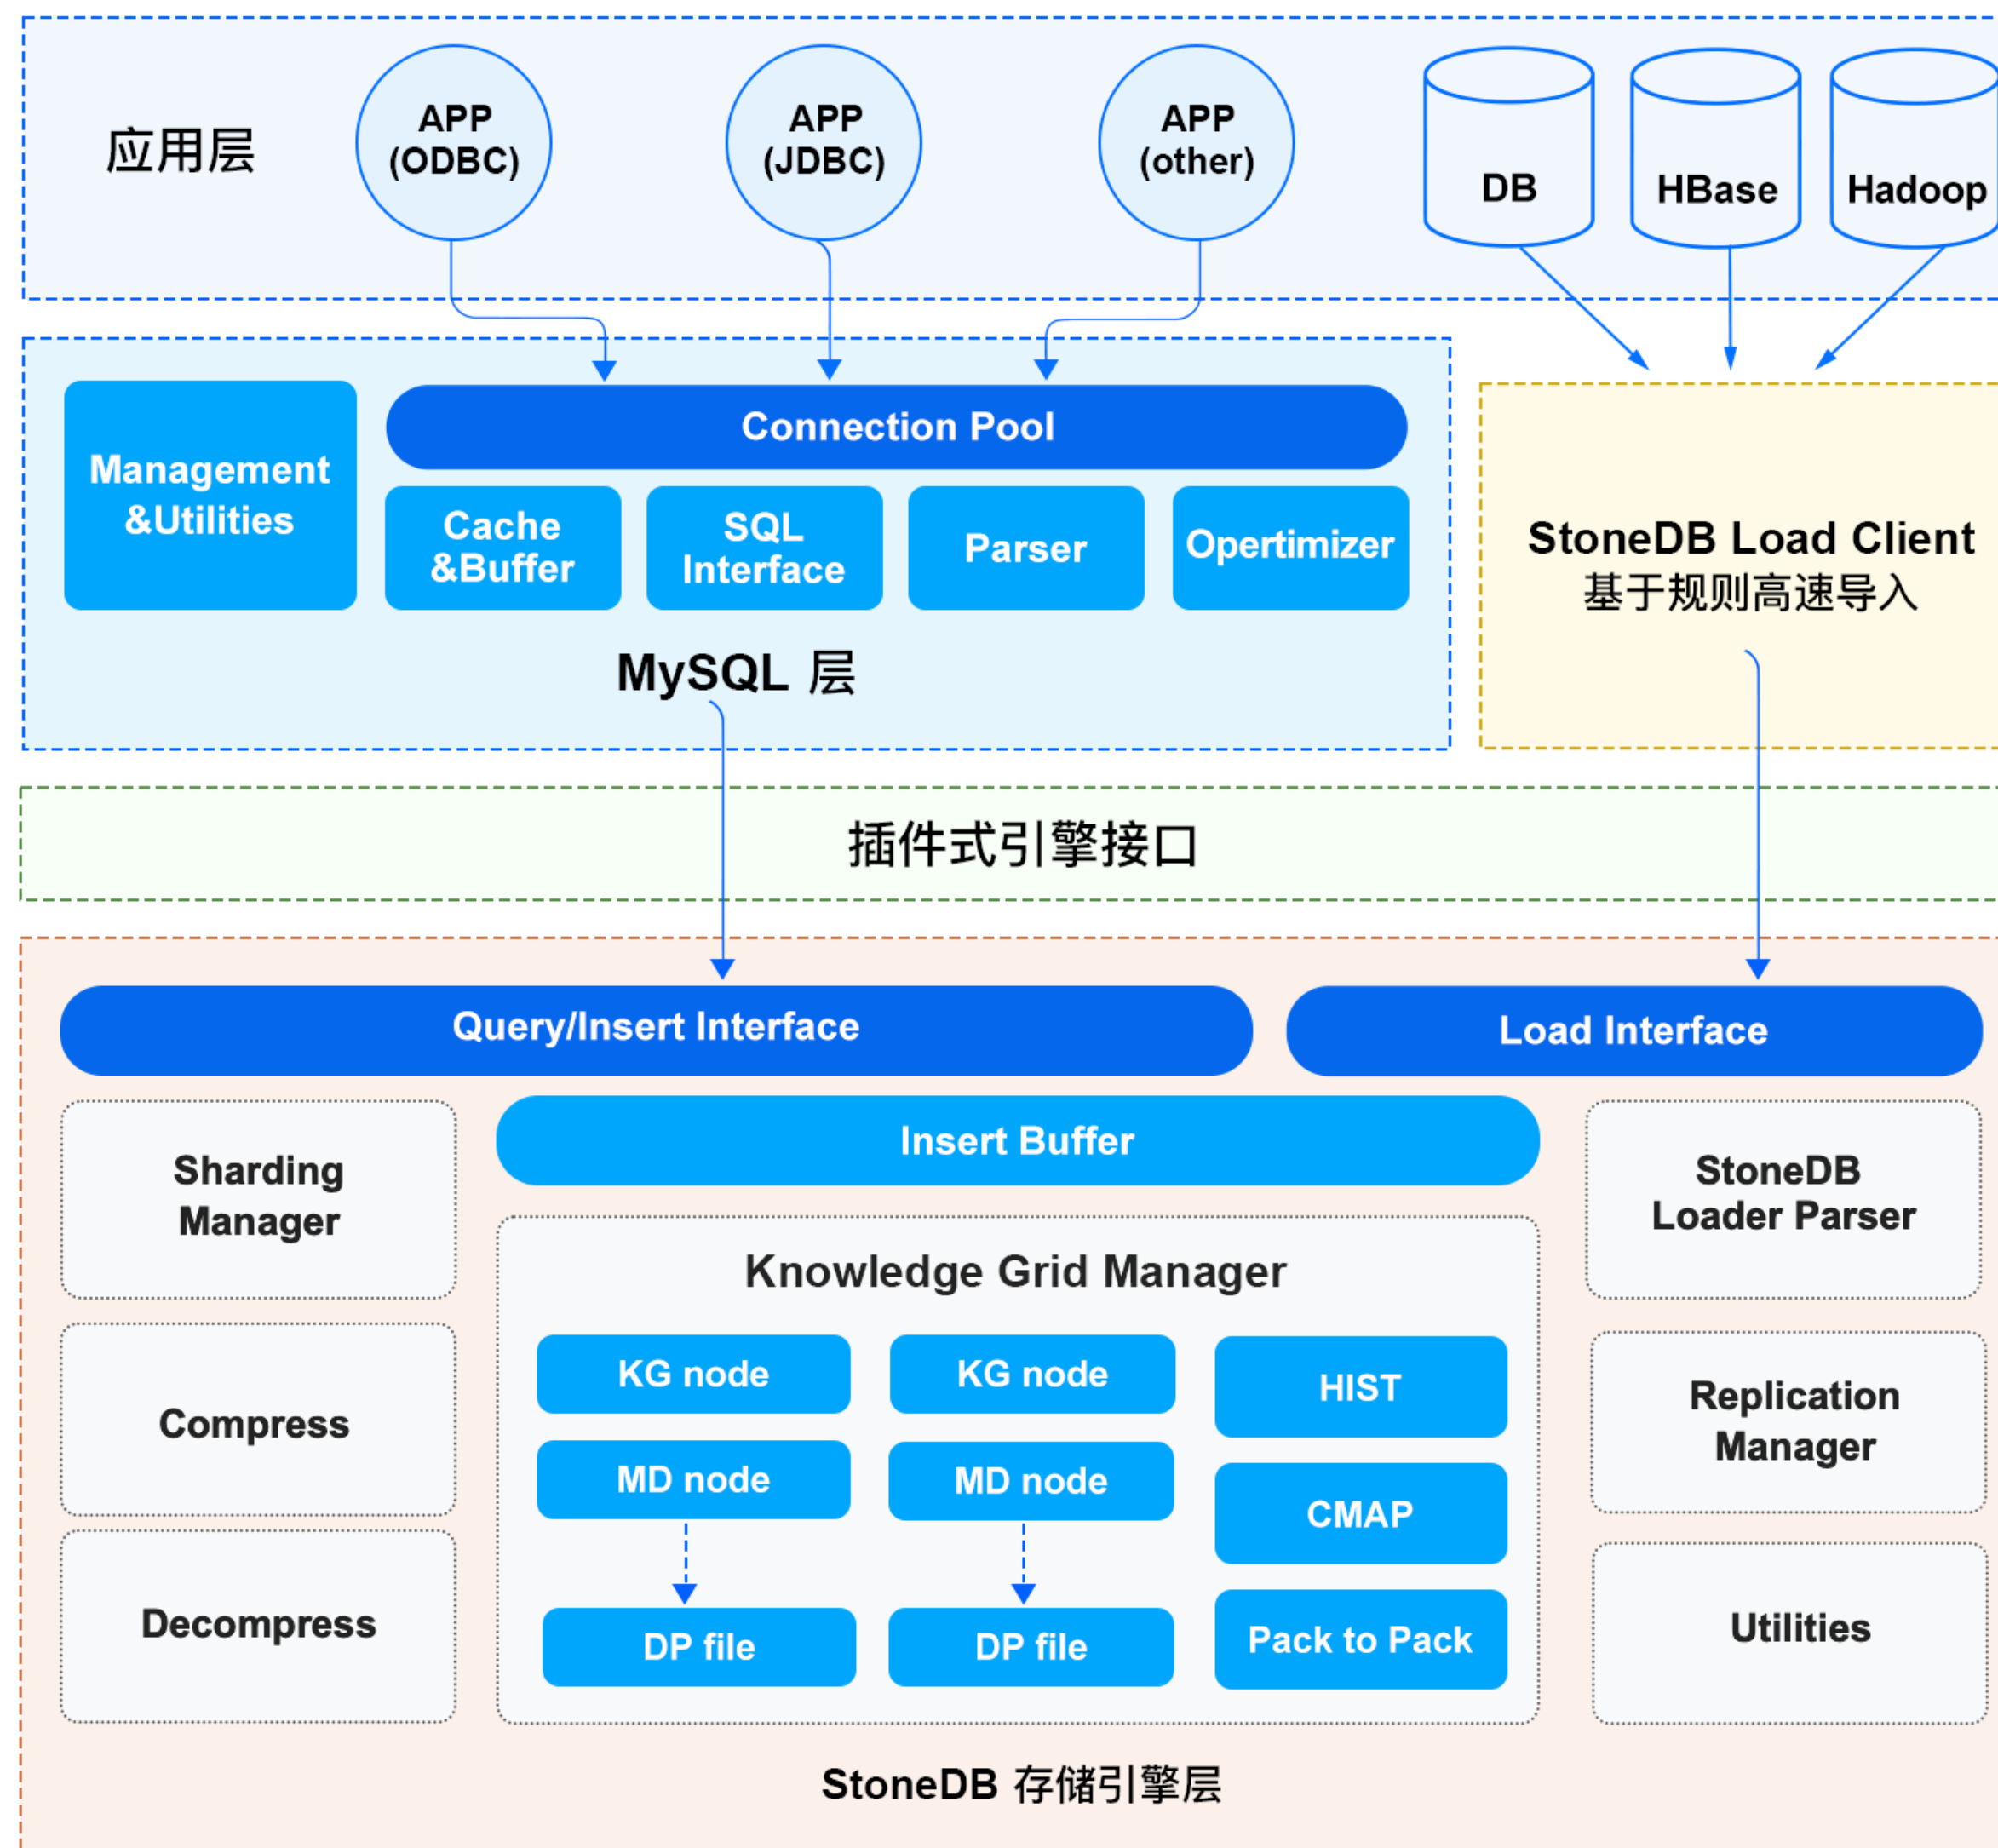 应用层
APP
(ODBC)
APP
(JDBC)
APP
(other)
DB
HBase
Hadoop
Management
&Utilities
Connection Pool
Cache
&Buffer
SQL
Interface
Parser
Opertimizer
MySQL 层
StoneDB Load Client
基于规则高速导入
插件式引擎接口
Query/Insert Interface
Load Interface
Sharding
Manager
Compress
Decompress
Insert Buffer
Knowledge Grid Manager
KG node
KG node
HIST
MD node
MD node
CMAP
DP file
DP file
Pack to Pack
StoneDB
Loader Parser
Replication
Manager
Utilities
StoneDB 存储引擎层